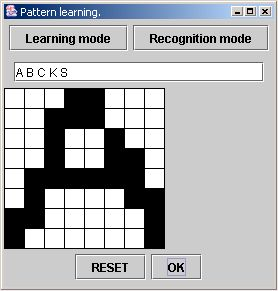 Pattern learning.
Learning mode Recognition mode
A B C K S
RESET OK